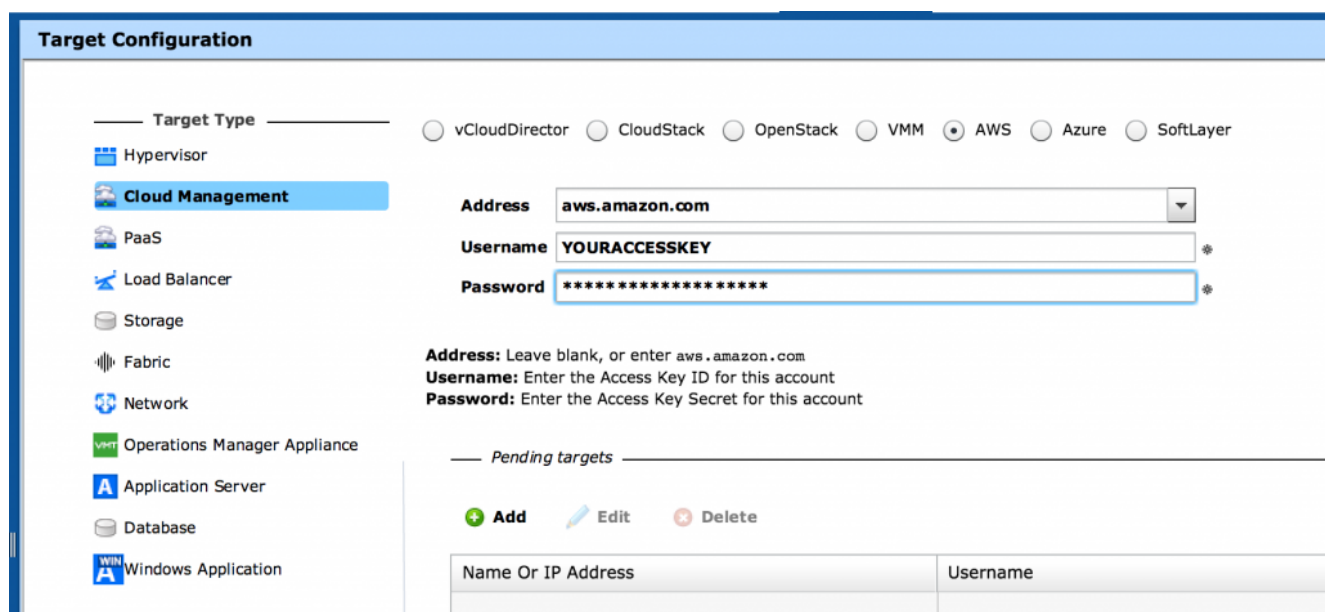 Target Configuration
Target Type
Hypervisor
Cloud Management
PaaS
Load Balancer
Storage
Fabric
Network
VMT Operations Manager Appliance
A Application Server
Database
WIN A Windows Application
vCloudDirector CloudStack OpenStack VMM AWS Azure SoftLayer
Address aws.amazon.com
Username YOURACCESSKEY
Password *******************
Address: Leave blank, or enter aws.amazon.com
Username: Enter the Access Key ID for this account
Password: Enter the Access Key Secret for this account
Pending targets
Add Edit Delete
Name Or IP Address Username